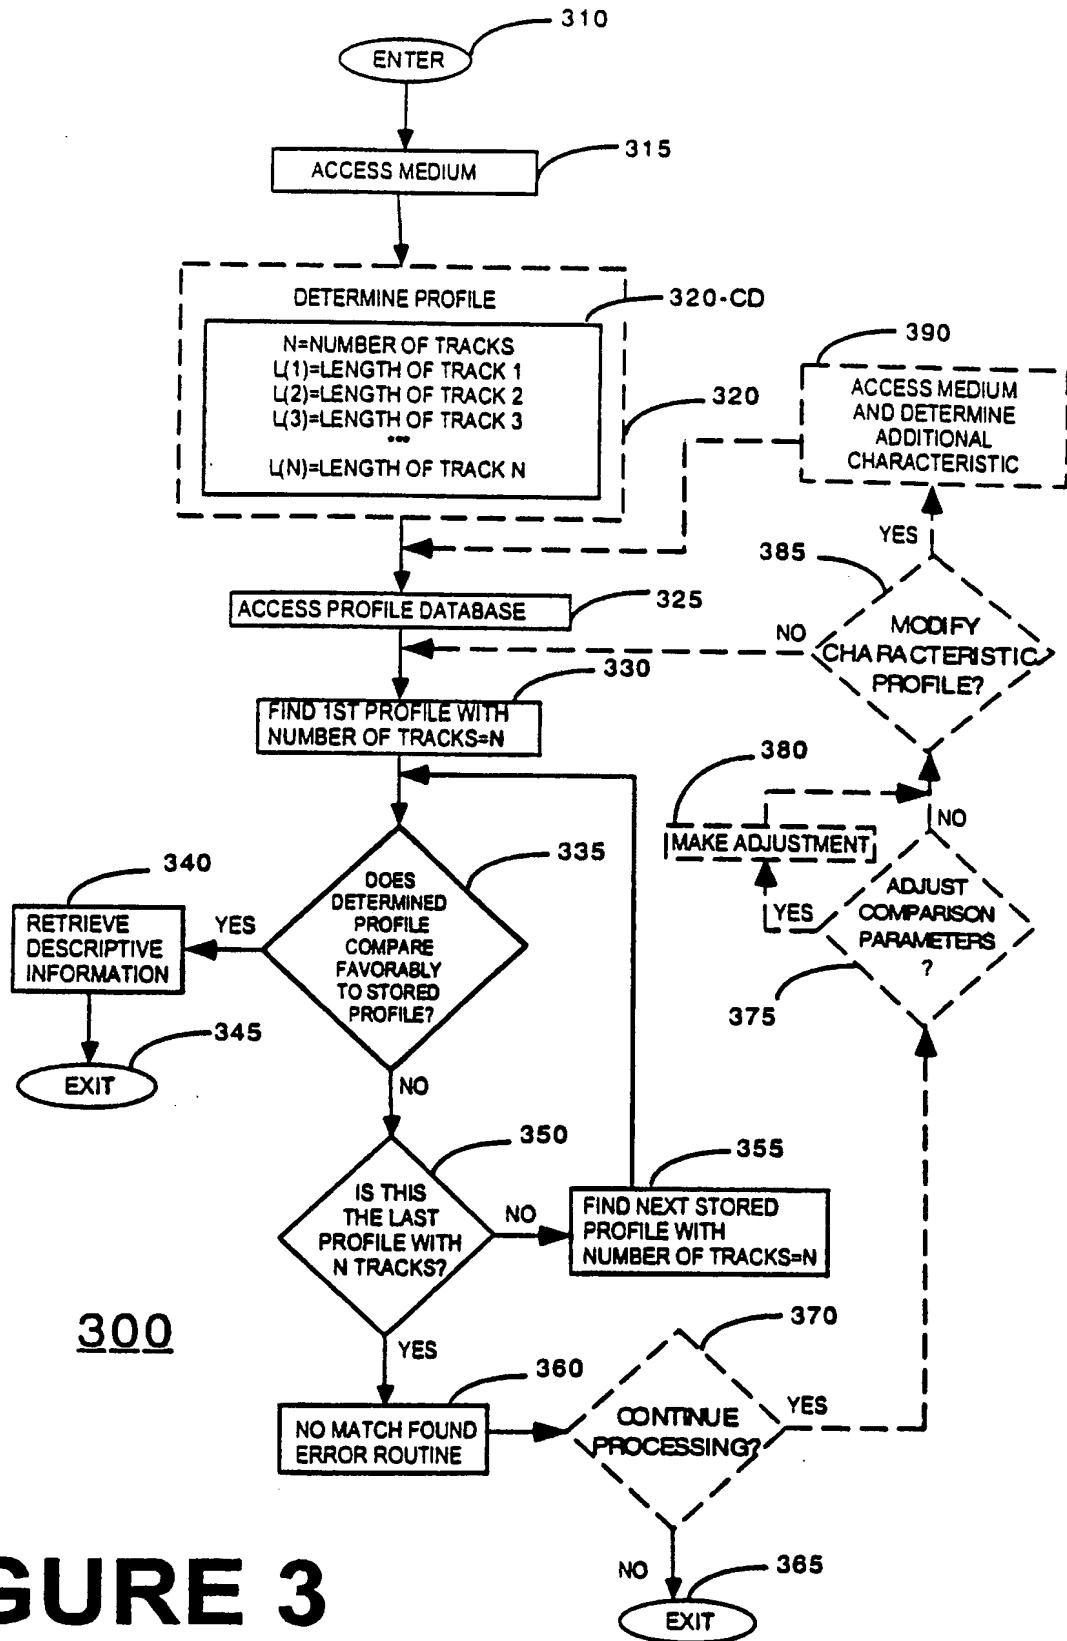 310
ENTER
315
ACCESS MEDIUM
DETERMINE PROFILE
320-CD
N=NUMBER OF TRACKS
L(1)=LENGTH OF TRACK 1
L(2)=LENGTH OF TRACK 2
L(3)=LENGTH OF TRACK 3
•••
L(N)=LENGTH OF TRACK N
320
390
ACCESS MEDIUM
AND DETERMINE
ADDITIONAL
CHARACTERISTIC
YES
385
MODIFY
CHARACTERISTIC
PROFILE?
NO
ACCESS PROFILE DATABASE
325
330
FIND 1ST PROFILE WITH
NUMBER OF TRACKS=N
380
MAKE ADJUSTMENT
NO
YES
ADJUST
COMPARISON
PARAMETERS
?
375
335
DOES
DETERMINED
PROFILE
COMPARE
FAVORABLY
TO STORED
PROFILE?
340
YES
RETRIEVE
DESCRIPTIVE
INFORMATION
345
EXIT
NO
350
IS THIS
THE LAST
PROFILE WITH
N TRACKS?
NO
355
FIND NEXT STORED
PROFILE WITH
NUMBER OF TRACKS=N
300
YES
360
NO MATCH FOUND
ERROR ROUTINE
370
CONTINUE
PROCESSING?
YES
NO
365
EXIT
GURE 3